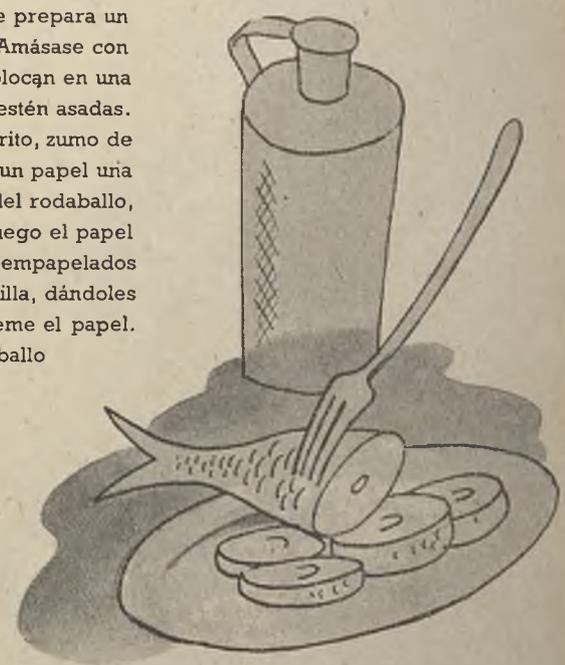 e prepara un
Amásase con
olocan en una
estén asadas.
rito, zumo de
un papel una
lel rodaballo,
uego el papel
empapelados
illa, dándoles
eme el papel.
ballo